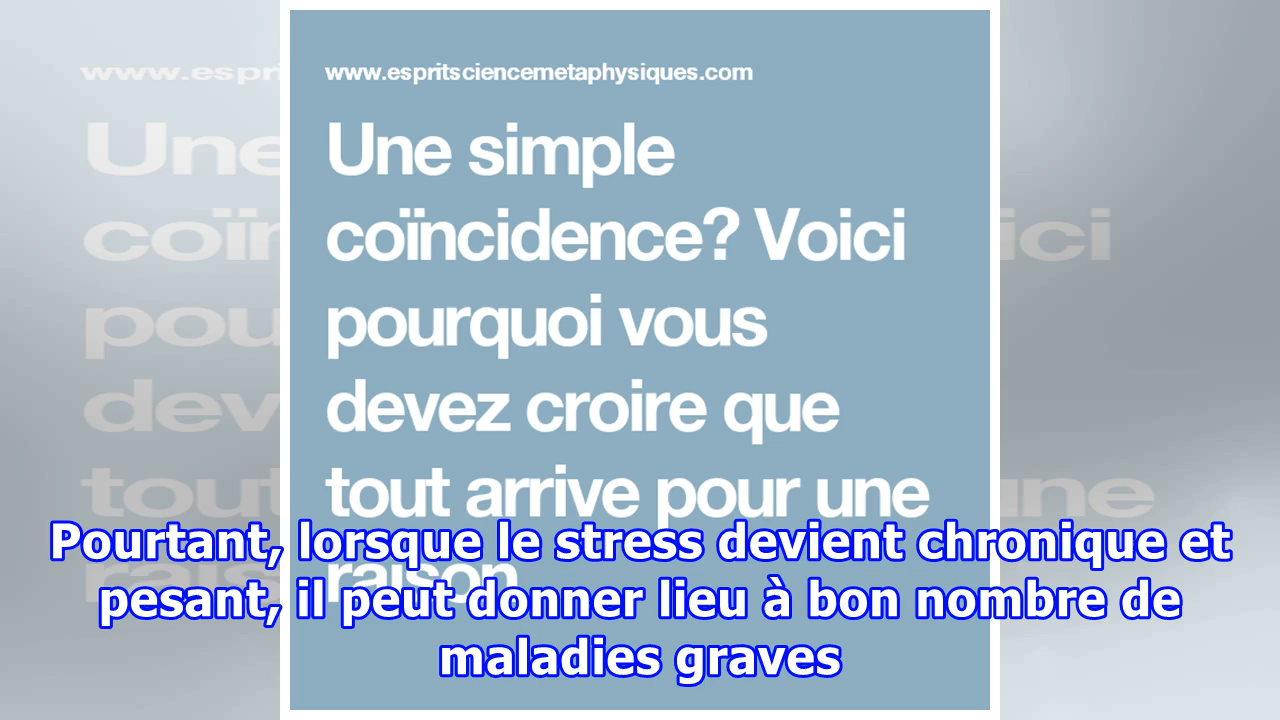 www.espritsciencemetaphysiques.com
Une simple
coïncidence? Voici
pourquoi vous
devez croire que
tout arrive pour une
raison
Pourtant, lorsque le stress devient chronique et
pesant, il peut donner lieu à bon nombre de
maladies graves